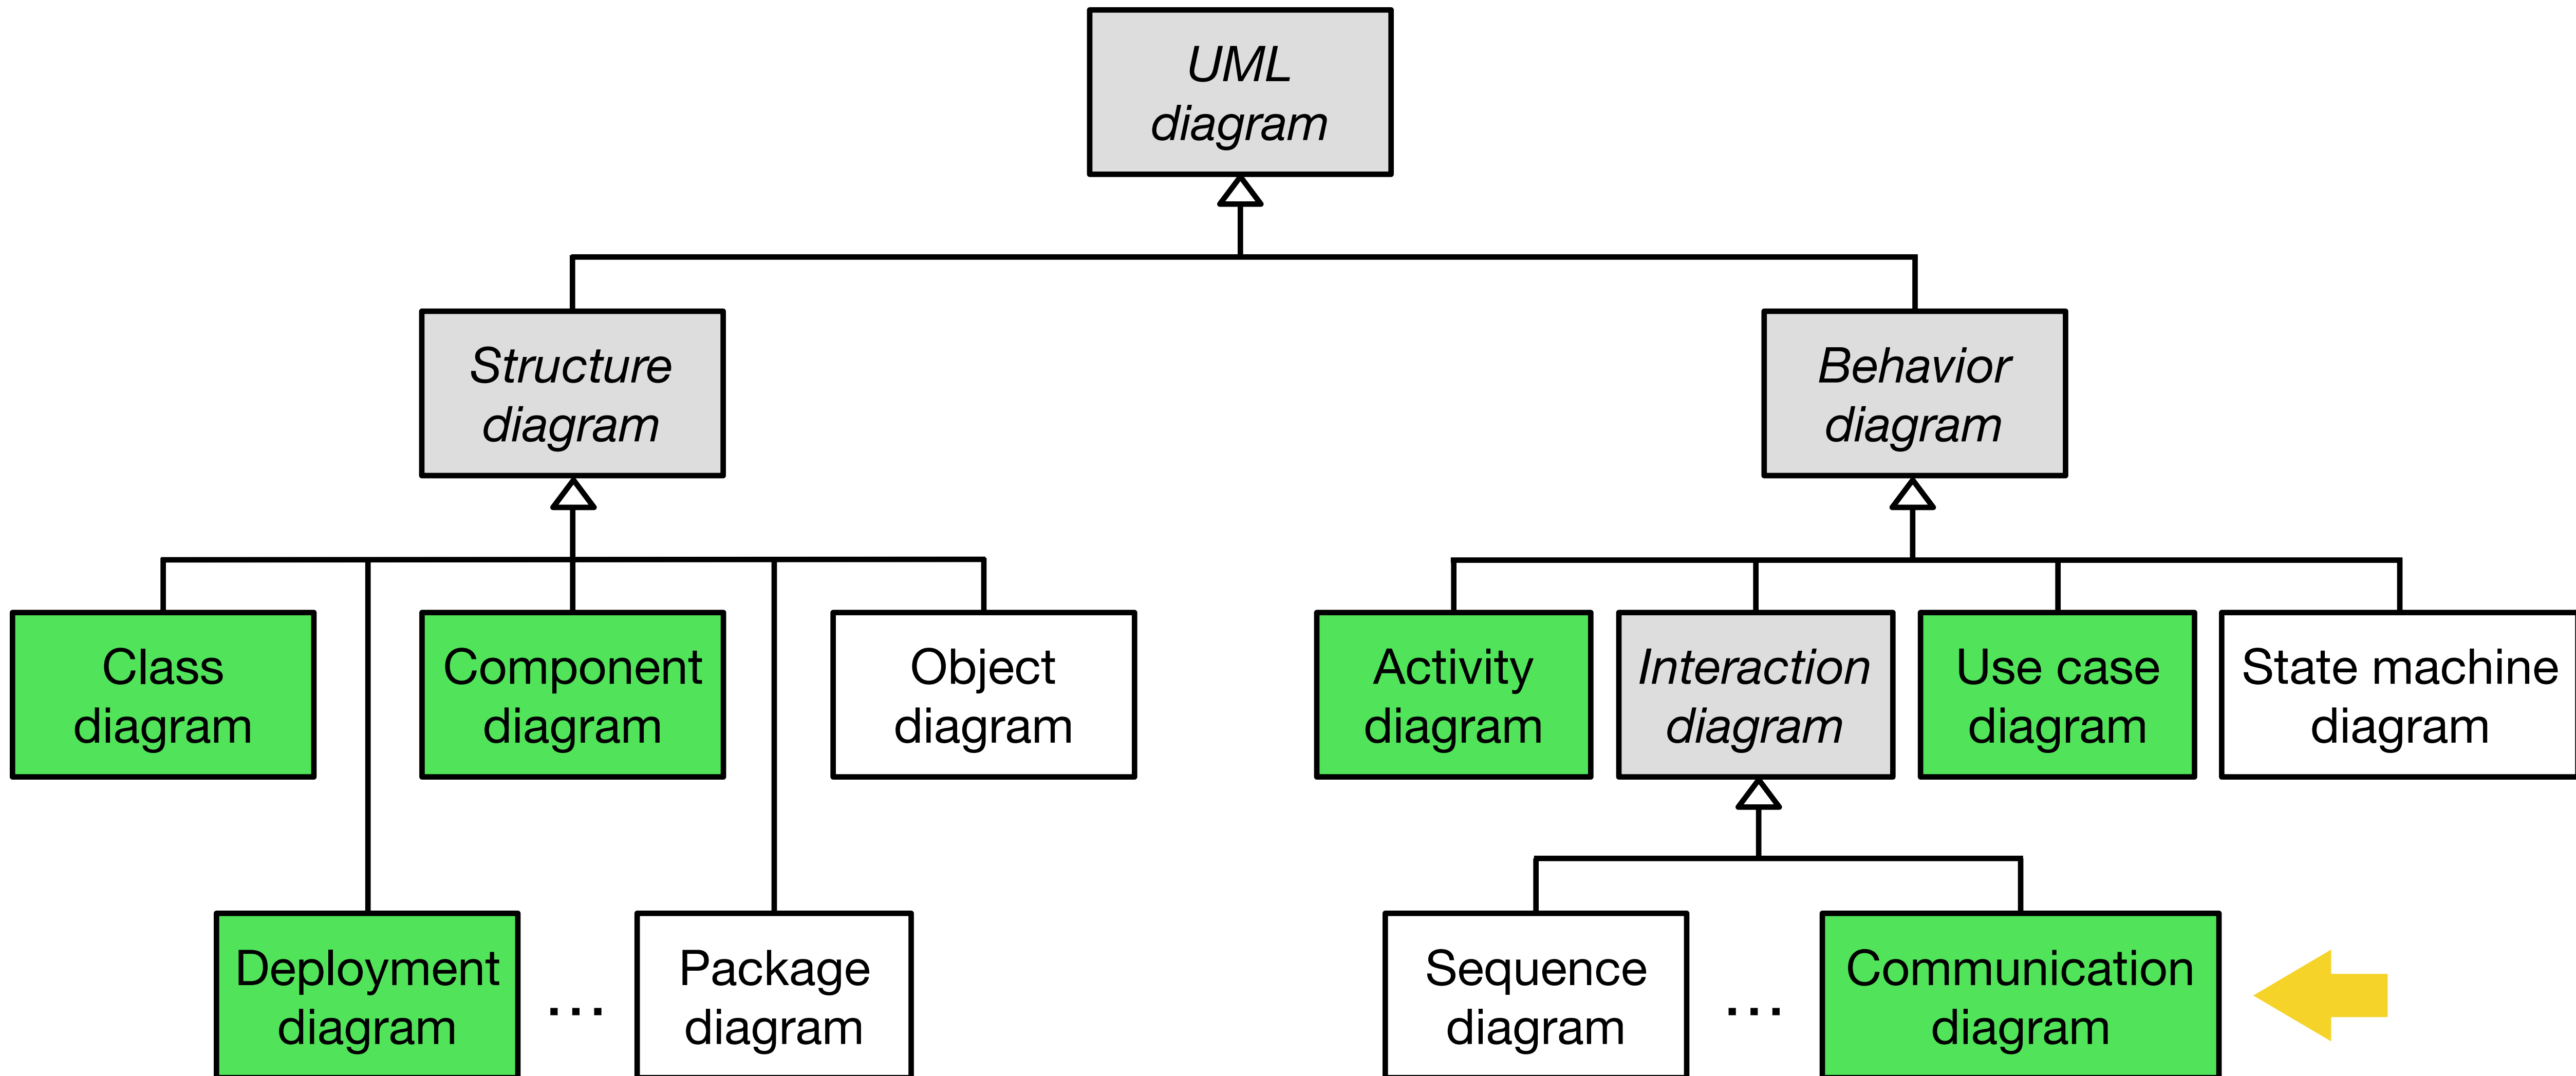 UML
diagram
Structure
diagram
Behavior
diagram
Class
diagram
Component
diagram
Object
diagram
Activity
diagram
Interaction
diagram
Use case
diagram
State machine
diagram
Deployment
diagram
...
Package
diagram
Sequence
diagram
...
Communication
diagram